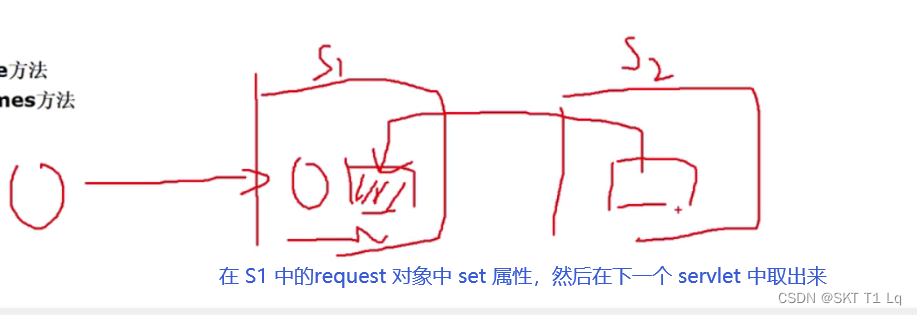 S1
S2
e方法
nes方法
在 S1 中的request 对象中 set 属性，然后在下一个 servlet 中取出来
CSDN @SKT T1 Lq